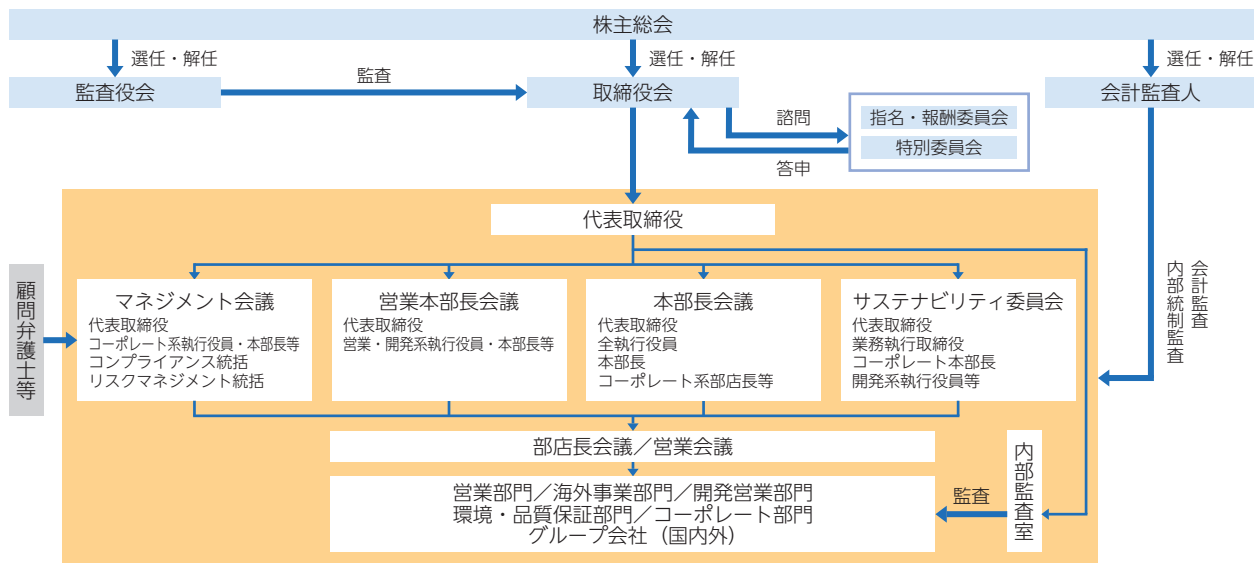 株主総会
選任・解任
選任・解任
選任・解任
監査役会
監査
取締役会
会計監査人
諮問
答申
指名・報酬委員会
特別委員会
代表取締役
顧問弁護士等
マネジメント会議
代表取締役
コーポレート系執行役員・本部長等
コンプライアンス統括
リスクマネジメント統括
営業本部長会議
代表取締役
営業・開発系執行役員・本部長等
本部長会議
代表取締役
全執行役員
本部長
コーポレート系部店長等
サステナビリティ委員会
代表取締役
業務執行取締役
コーポレート本部長
開発系執行役員等
会計監査
内部統制監査
部店長会議／営業会議
営業部門／海外事業部門／開発営業部門
環境・品質保証部門／コーポレート部門
グループ会社（国内外）
監査
内部監査室